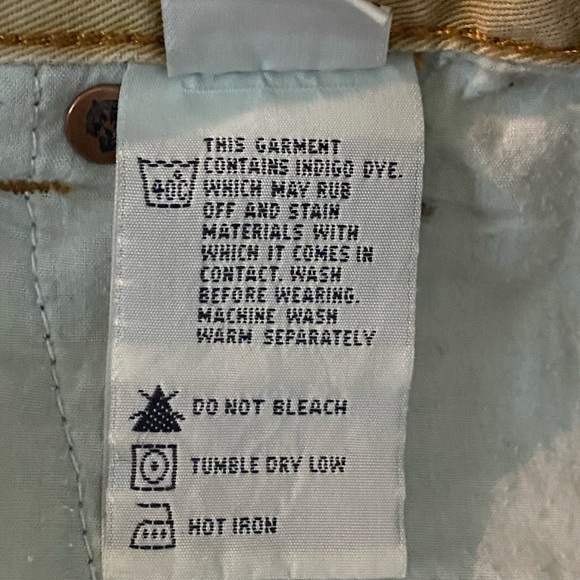 THIS GARMENT
CONTAINS INDIGO DYE.
40C
WHICH MAY RUB
OFF AND STAIN
MATERIALS WITH
WHICH IT COMES IN
CONTACT. WASH
BEFORE WEARING.
MACHINE WASH
WARM SEPARATELY
DO NOT BLEACH
TUMBLE DRY LOW
HOT IRON